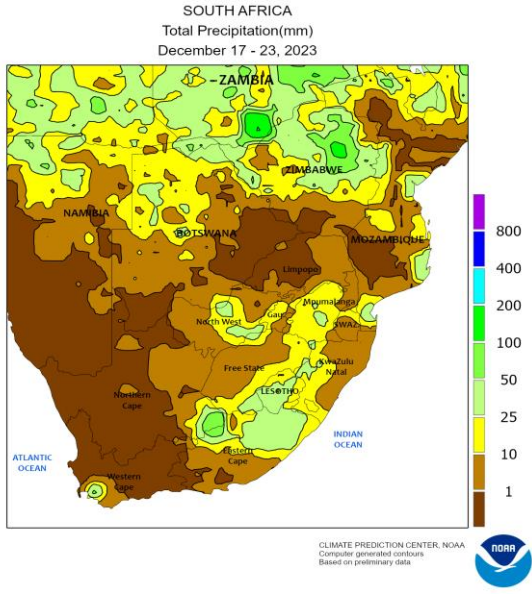 SOUTH AFRICA
Total Precipitation(mm)
December 17 - 23, 2023
ZAMBIA
ZIMBABWE
NAMIBIA
BOTSWANA
MOZAMBIQUE
Limpopo
Mpumalanga
North West
Gau
SWAZ
Free State
KwaZulu
Natal
LESOTHO
Northern
Cape
Eastern
Cape
Western
Cape
ATLANTIC
OCEAN
INDIAN
OCEAN
800
400
200
100
50
25
10
1
CLIMATE PREDICTION CENTER, NOAA
Computer generated contours
Based on preliminary data
NOAA